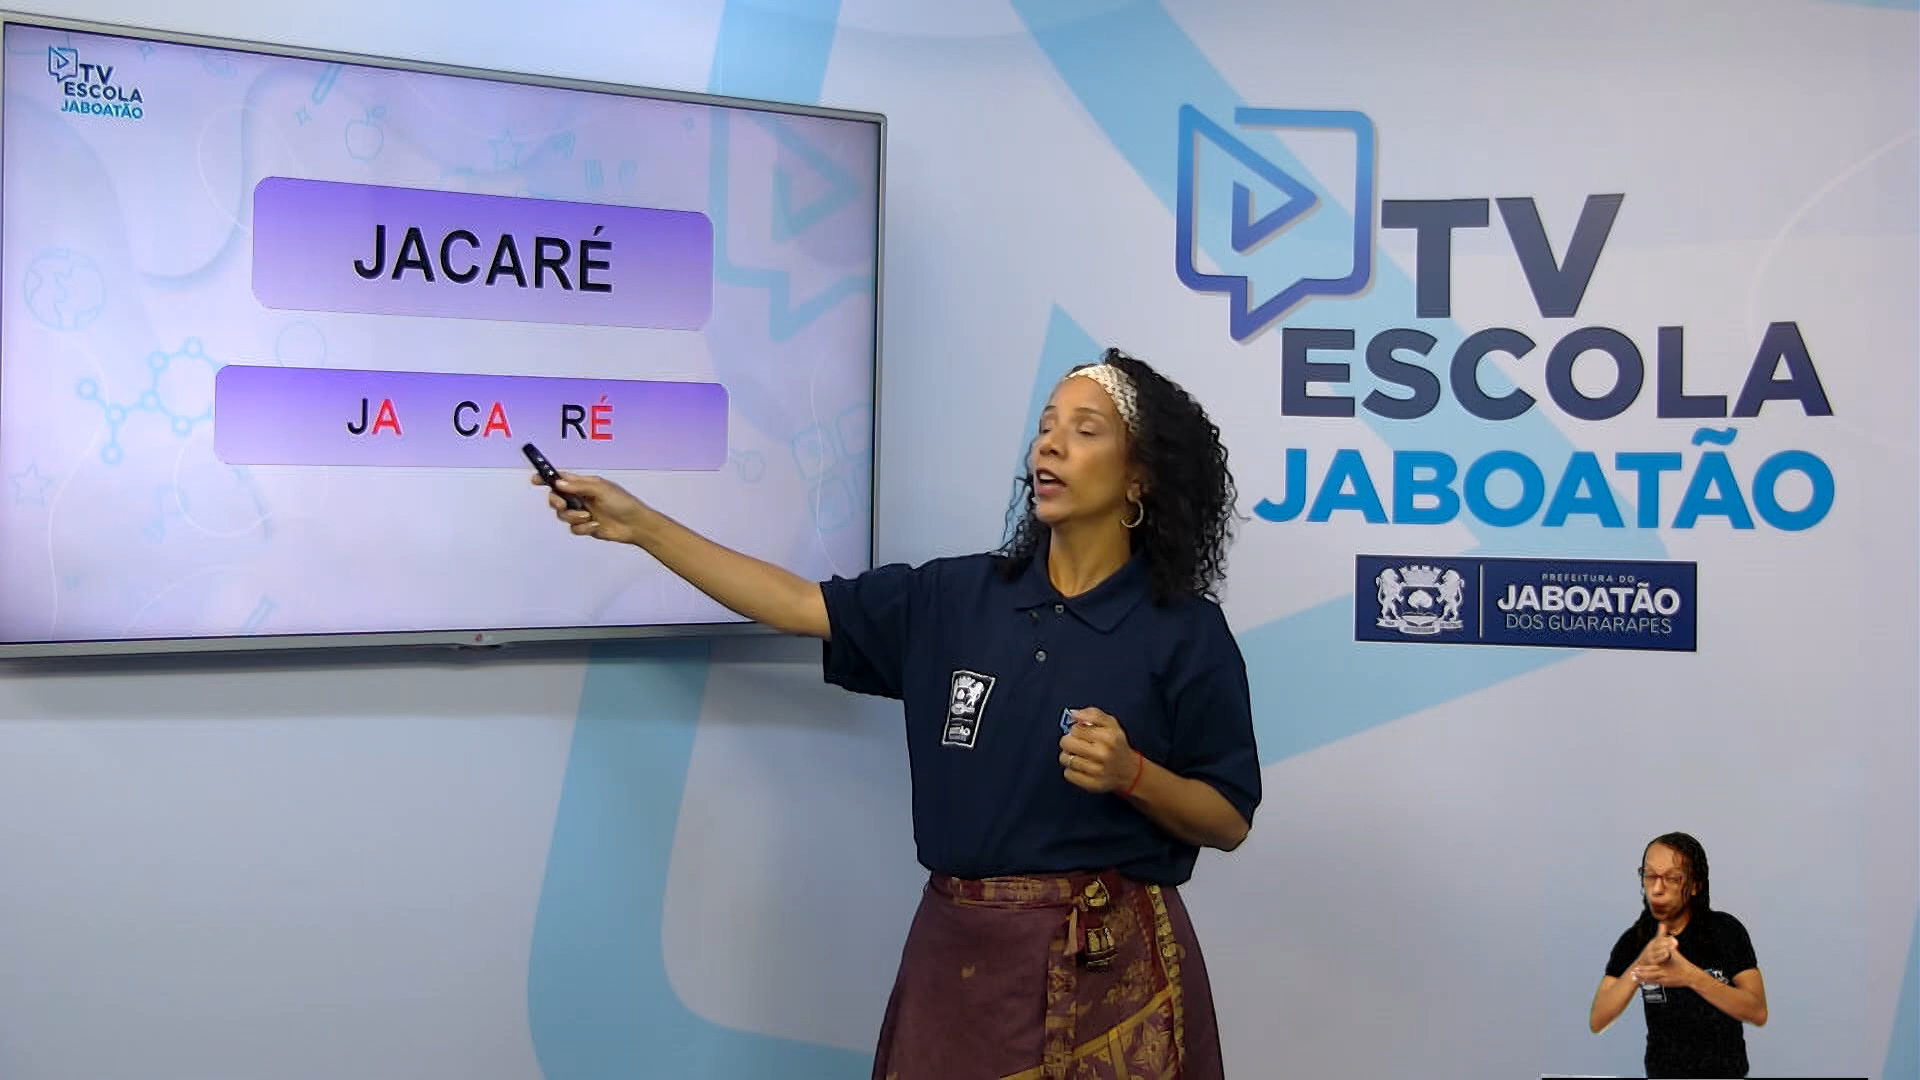 TV
ESCOLA
JABOATÃO
JACARÉ
JA CA RÉ
TV
ESCOLA
JABOATÃO
PREFEITURA DO
JABOATÃO
DOS GUARARAPES